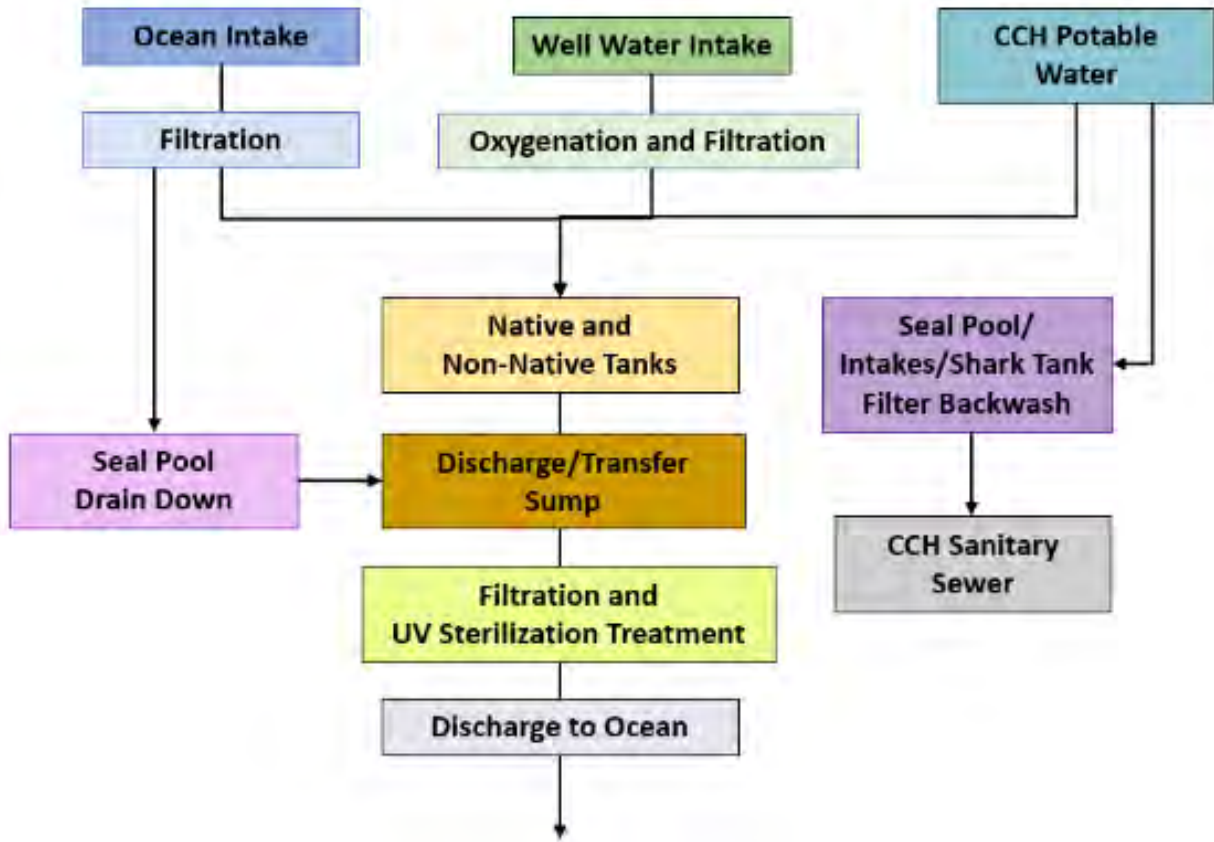 Ocean Intake
Well Water Intake
CCH Potable
Water
Filtration
Oxygenation and Filtration
Native and
Non-Native Tanks
Seal Pool/
Intakes/Shark Tank
Filter Backwash
Seal Pool
Drain Down
Discharge/Transfer
Sump
CCH Sanitary
Sewer
Filtration and
UV Sterilization Treatment
Discharge to Ocean